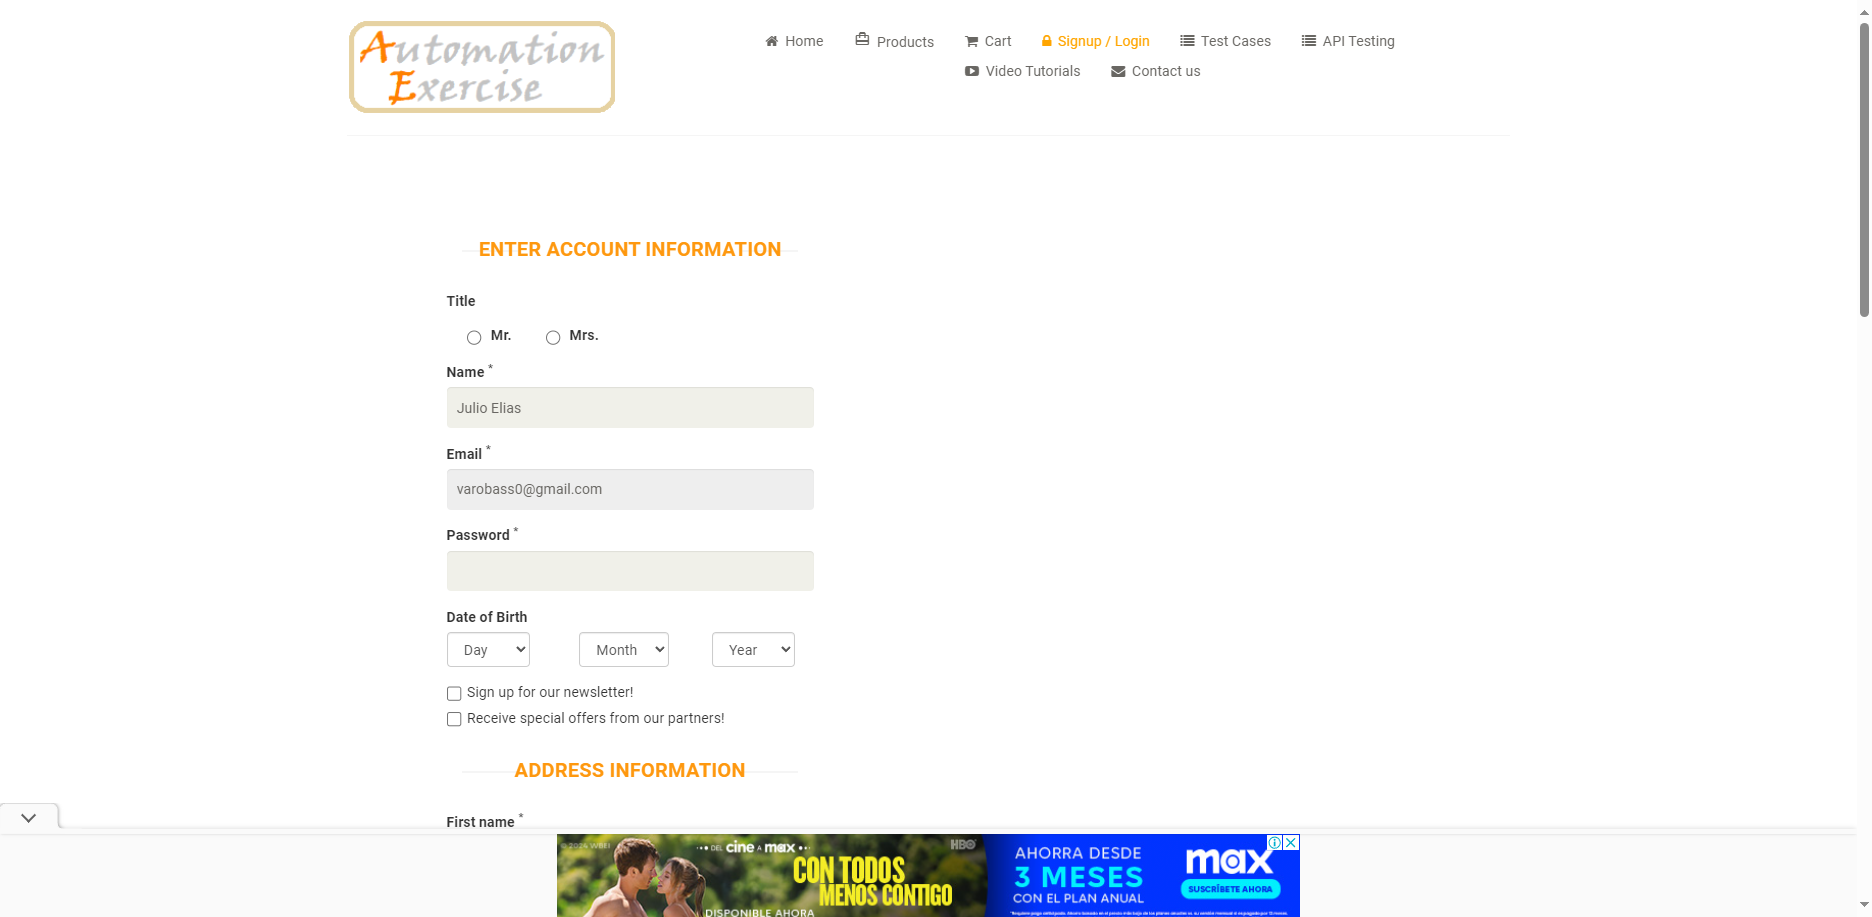 Automation
Exercise
Home
Products
Cart
Signup / Login
Test Cases
API Testing
Video Tutorials
Contact us
ENTER ACCOUNT INFORMATION
Title
Mr.
Mrs.
Name *
Julio Elias
Email *
varobass0@gmail.com
Password *
Date of Birth
Day
Month
Year
Sign up for our newsletter!
Receive special offers from our partners!
ADDRESS INFORMATION
First name *
© 2024 WBEI
DEL cine A max
HBO
CON TODOS
MENOS CONTIGO
DISPONIBLE AHORA
AHORRA DESDE
3 MESES
CON EL PLAN ANUAL
max
SUSCRÍBETE AHORA